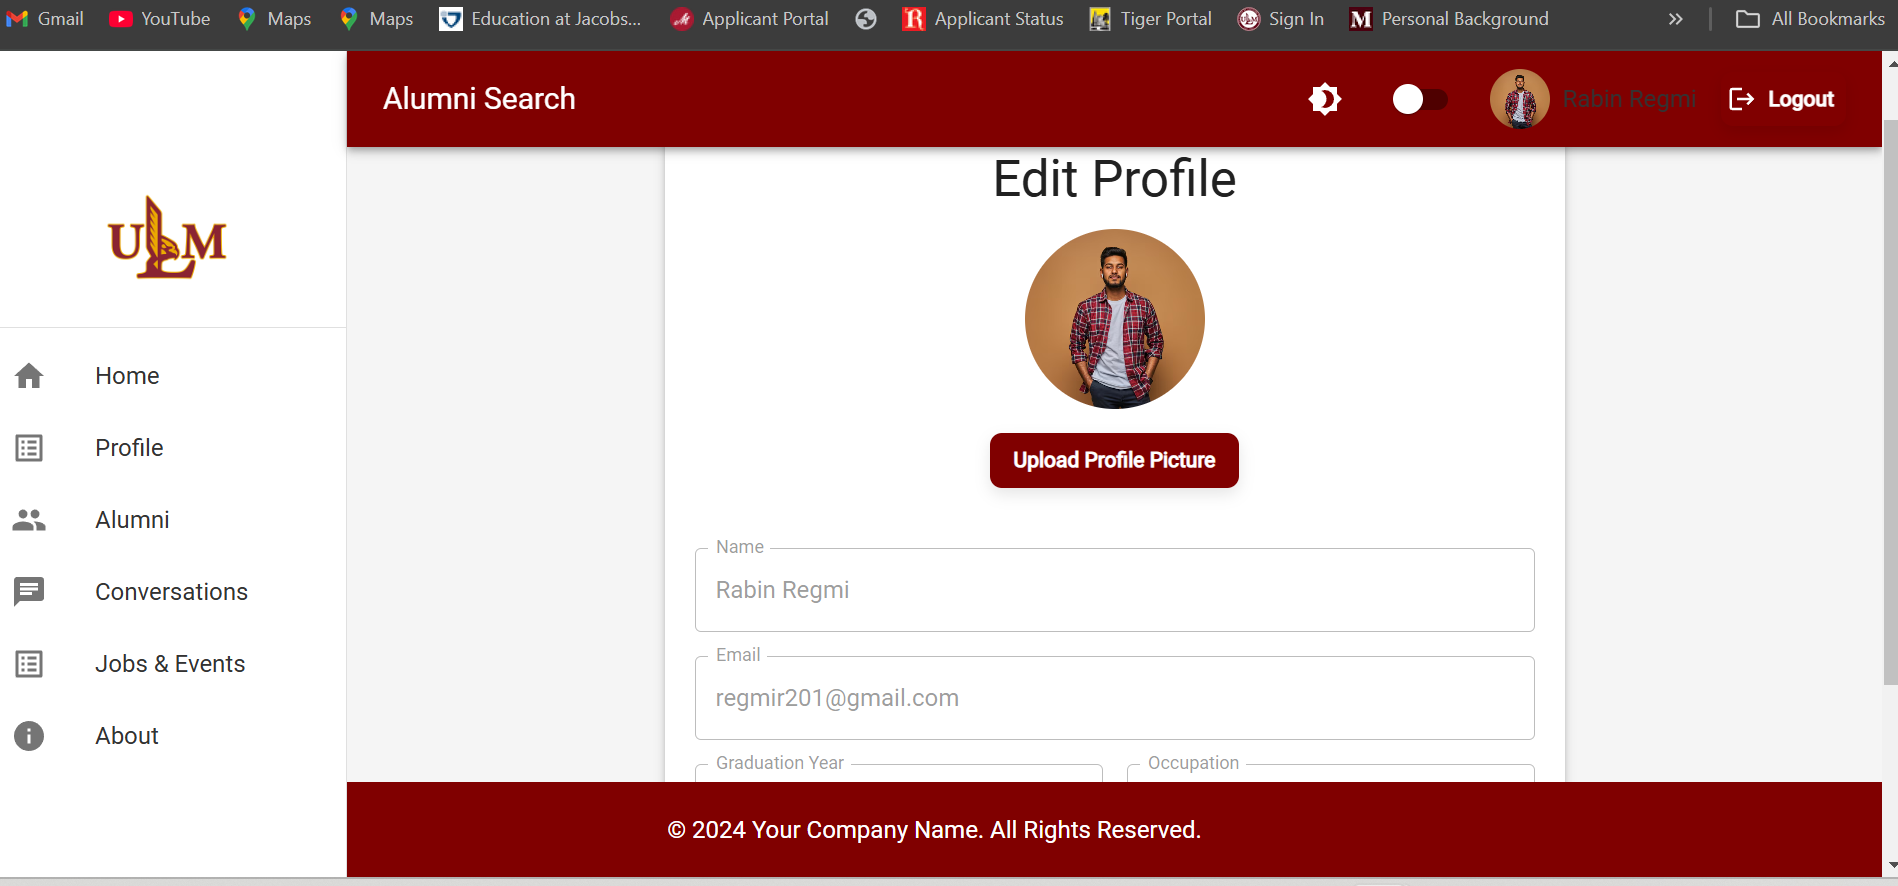 Gmail YouTube Maps Maps Education at Jacobs... Applicant Portal Applicant Status Tiger Portal Sign In Personal Background » All Bookmarks
Alumni Search Rabin Regmi Logout
ULM
Home
Profile
Alumni
Conversations
Jobs & Events
About
Edit Profile
Upload Profile Picture
Name
Rabin Regmi
Email
regmir201@gmail.com
Graduation Year Occupation
© 2024 Your Company Name. All Rights Reserved.